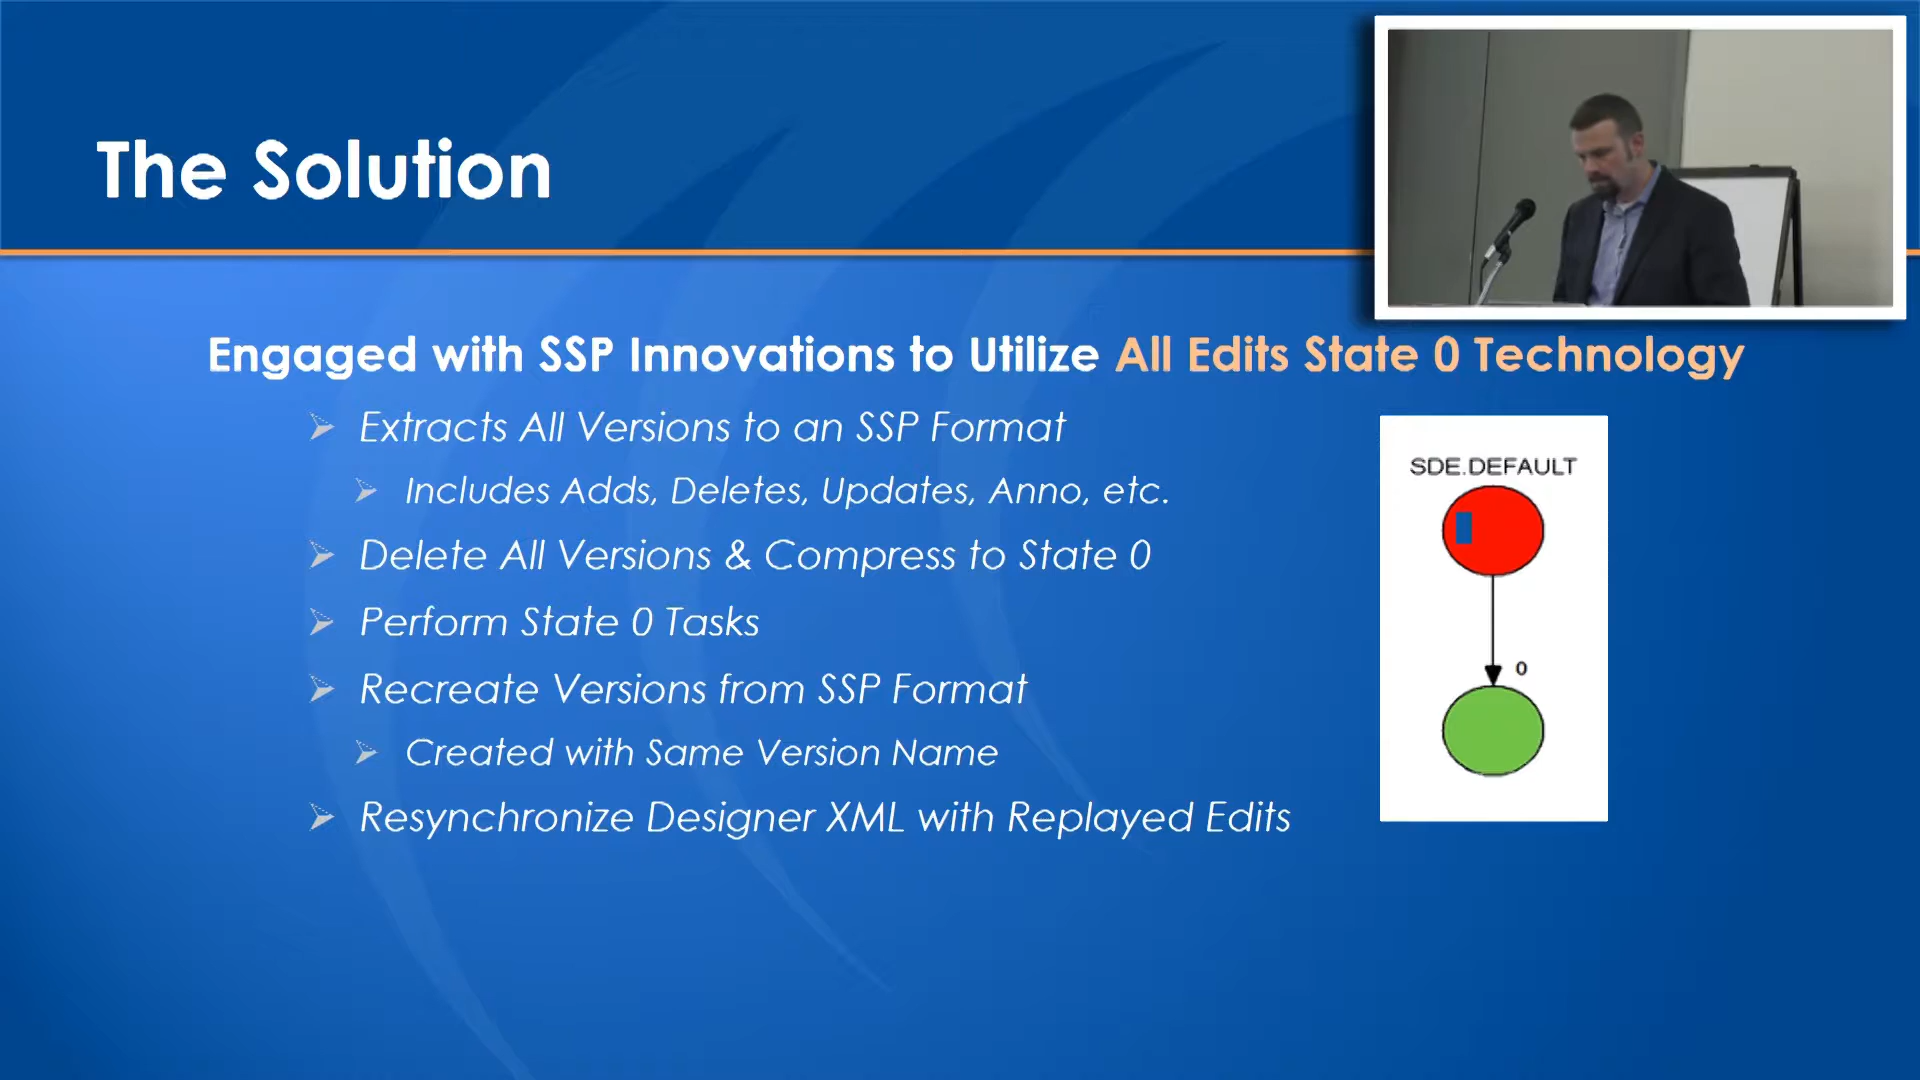 The Solution
Engaged with SSP Innovations to Utilize All Edits State 0 Technology
Extracts All Versions to an SSP Format
Includes Adds, Deletes, Updates, Anno, etc.
Delete All Versions & Compress to State 0
Perform State 0 Tasks
Recreate Versions from SSP Format
Created with Same Version Name
Resynchronize Designer XML with Replayed Edits
SDE.DEFAULT
0